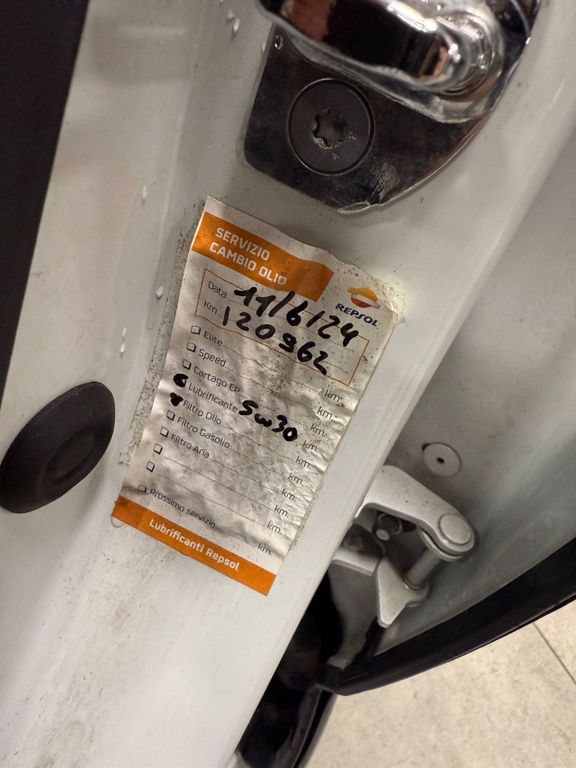 SERVIZIO
CAMBIO OLIO
REPSOL
Data 11/6/24
Km. 120962
Elite km.
Speed km.
Cartago EP km.
Lubrificante 5w30 km.
Filtro Olio km.
Filtro Gasolio km.
Filtro Aria km.
km.
km.
Prossimo servizio km.
Lubrificanti Repsol